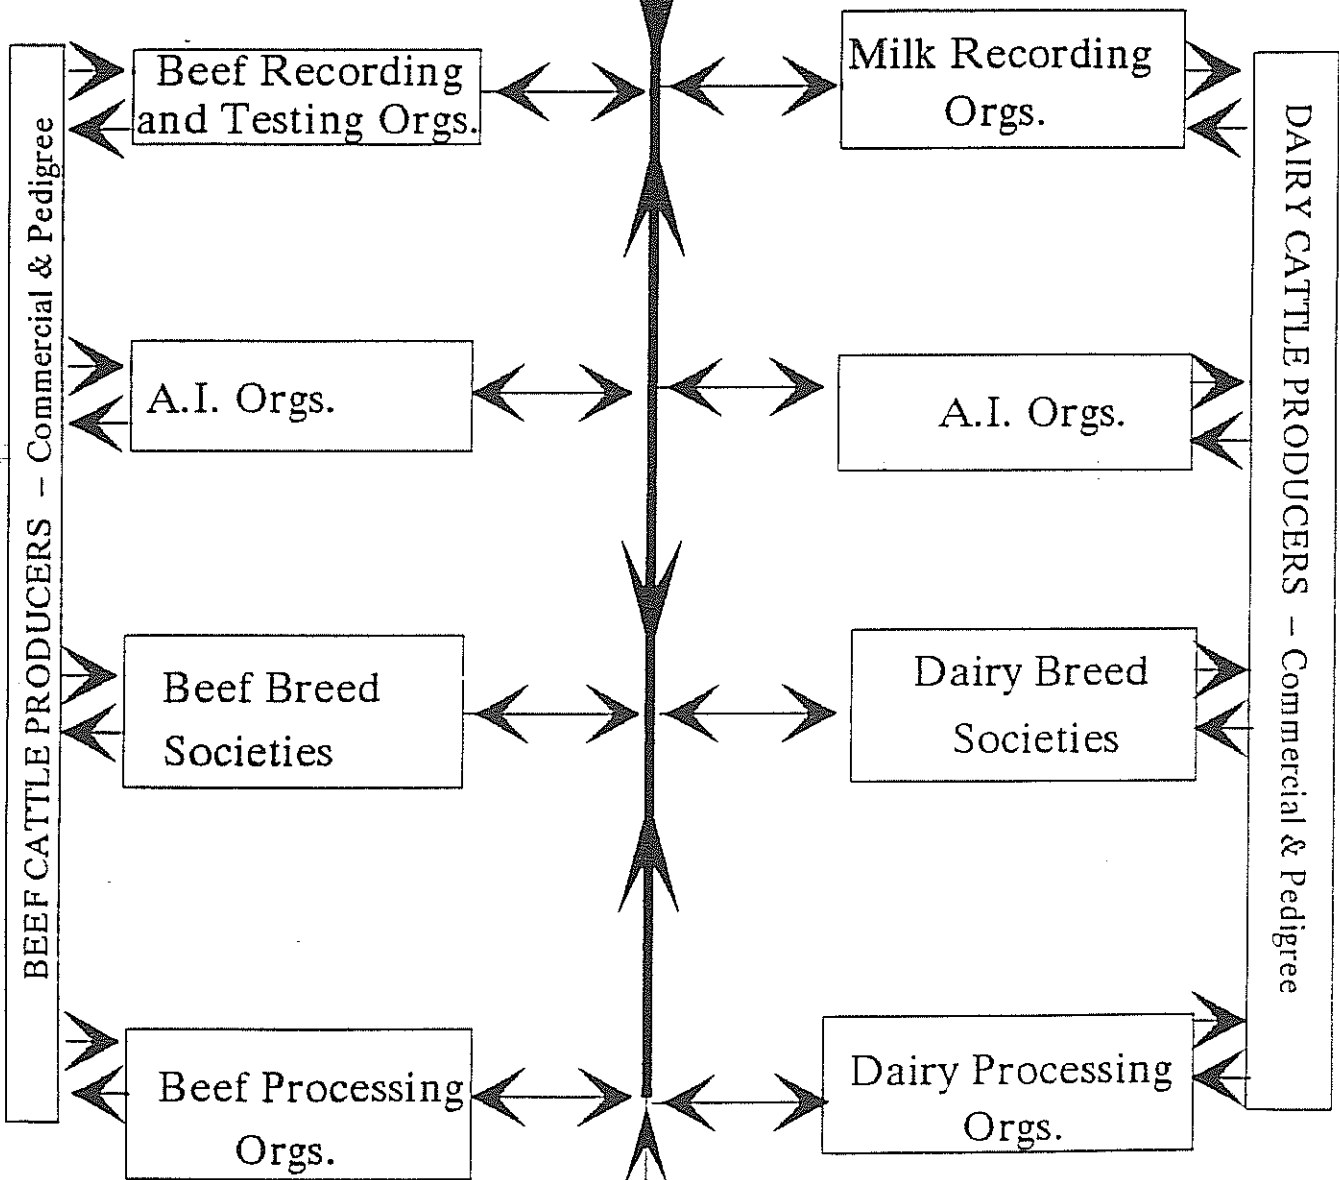 BEEF CATTLE PRODUCERS – Commercial & Pedigree
Beef Recording
and Testing Orgs.
A.I. Orgs.
Beef Breed
Societies
Beef Processing
Orgs.
Milk Recording
Orgs.
A.I. Orgs.
Dairy Breed
Societies
Dairy Processing
Orgs.
DAIRY CATTLE PRODUCERS – Commercial & Pedigree